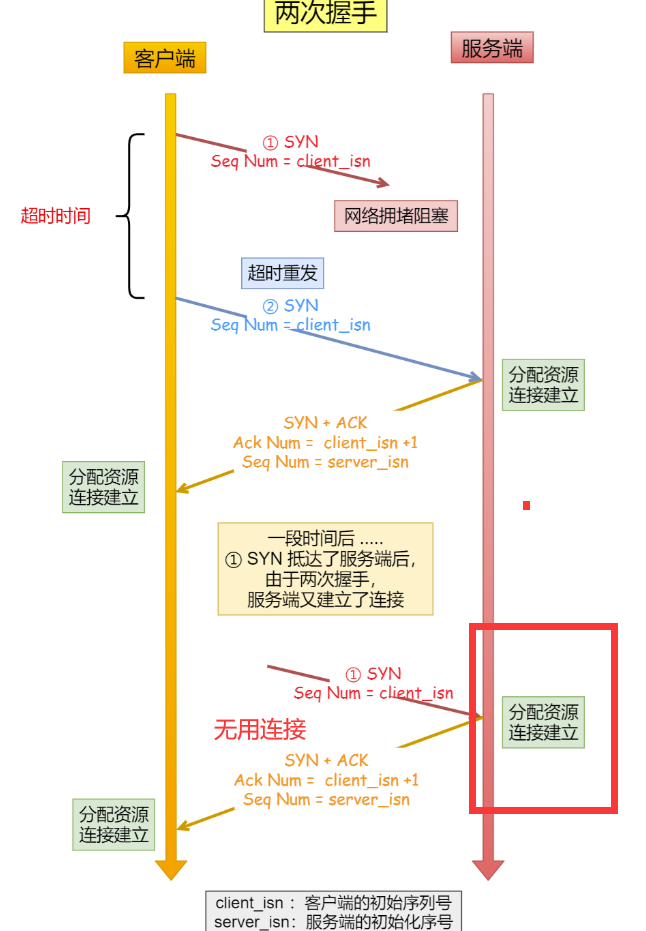 两次握手
客户端
服务端
① SYN
Seq Num = client_isn
超时时间
网络拥堵阻塞
超时重发
② SYN
Seq Num = client_isn
分配资源
连接建立
SYN + ACK
Ack Num = client_isn +1
Seq Num = server_isn
分配资源
连接建立
一段时间后 .....
① SYN 抵达了服务端后,
由于两次握手,
服务端又建立了连接
① SYN
Seq Num = client_isn
分配资源
连接建立
无用连接
SYN + ACK
Ack Num = client_isn +1
Seq Num = server_isn
分配资源
连接建立
client_isn ：客户端的初始序列号
server_isn：服务端的初始化序号